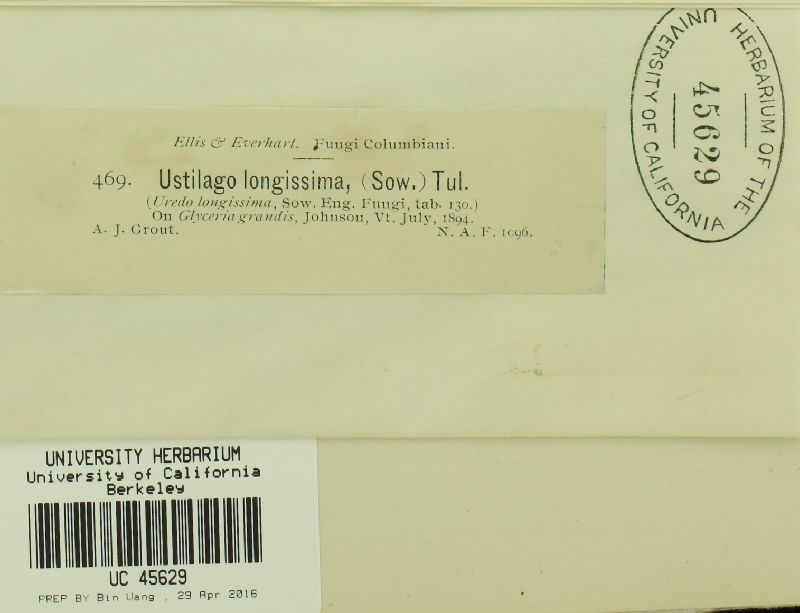 Ellis & Everhart. Fungi Columbiani.
469. Ustilago longissima, (Sow.) Tul.
(Uredo longissima, Sow. Eng. Fungi, tab. 130.)
On Glyceria grandis, Johnson, Vt. July, 1894.
A. J. Grout. N. A. F. 1096.
HERBARIUM OF THE
UNIVERSITY OF CALIFORNIA
45629
UNIVERSITY HERBARIUM
University of California
Berkeley
UC 45629
PREP BY Bin Wang , 29 Apr 2016